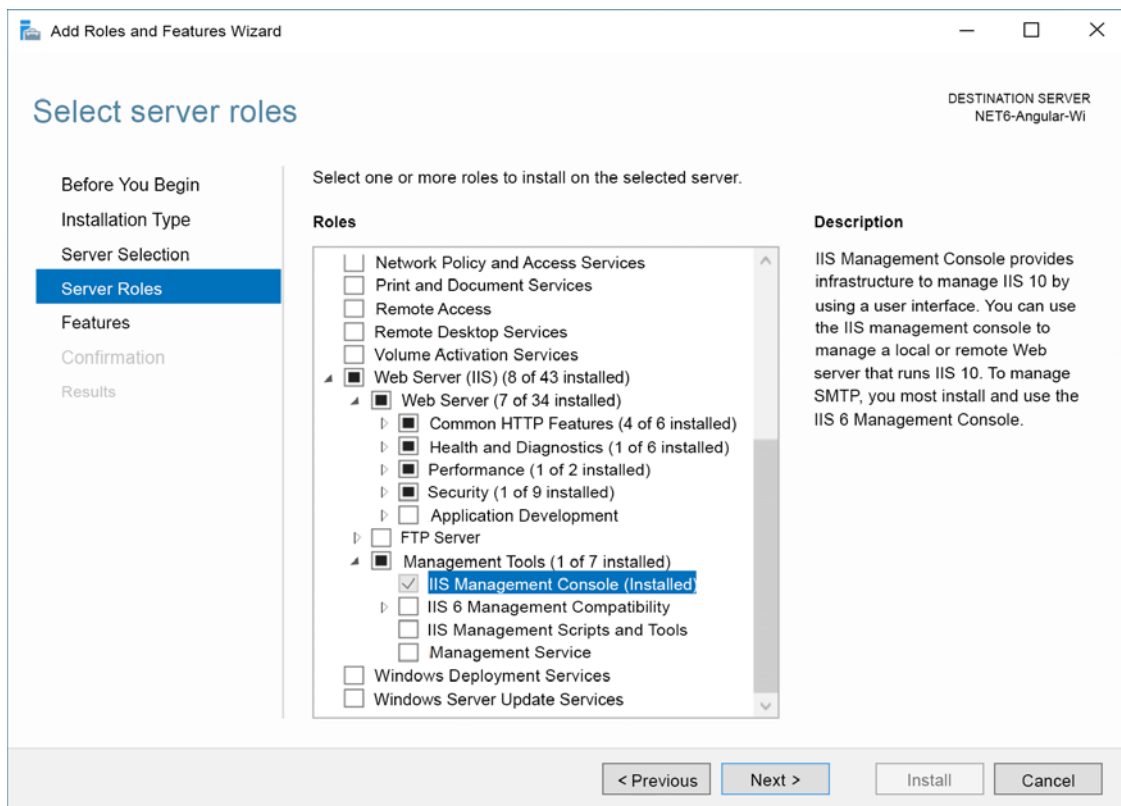 Add Roles and Features Wizard
Select server roles
DESTINATION SERVER
NET6-Angular-Wi
Before You Begin
Installation Type
Server Selection
Server Roles
Features
Confirmation
Results
Select one or more roles to install on the selected server.
Roles
Network Policy and Access Services
Print and Document Services
Remote Access
Remote Desktop Services
Volume Activation Services
Web Server (IIS) (8 of 43 installed)
Web Server (7 of 34 installed)
Common HTTP Features (4 of 6 installed)
Health and Diagnostics (1 of 6 installed)
Performance (1 of 2 installed)
Security (1 of 9 installed)
Application Development
FTP Server
Management Tools (1 of 7 installed)
IIS Management Console (Installed)
IIS 6 Management Compatibility
IIS Management Scripts and Tools
Management Service
Windows Deployment Services
Windows Server Update Services
Description
IIS Management Console provides
infrastructure to manage IIS 10 by
using a user interface. You can use
the IIS management console to
manage a local or remote Web
server that runs IIS 10. To manage
SMTP, you most install and use the
IIS 6 Management Console.
< Previous
Next >
Install
Cancel